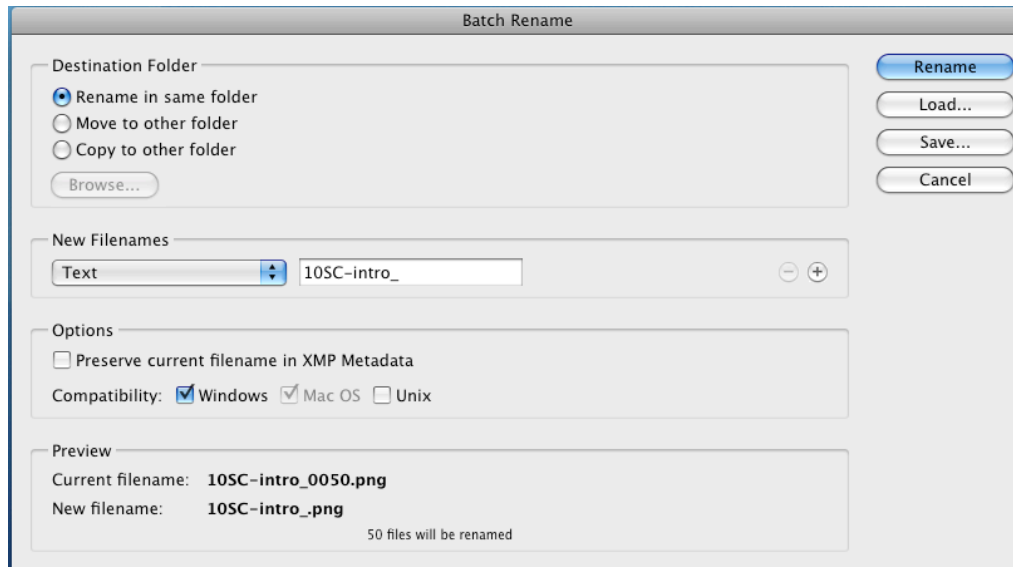 Batch Rename
Destination Folder
Rename in same folder
Move to other folder
Copy to other folder
Browse...
Rename
Load...
Save...
Cancel
New Filenames
Text 10SC-intro_
Options
Preserve current filename in XMP Metadata
Compatibility: Windows Mac OS Unix
Preview
Current filename: 10SC-intro_0050.png
New filename: 10SC-intro_.png
50 files will be renamed